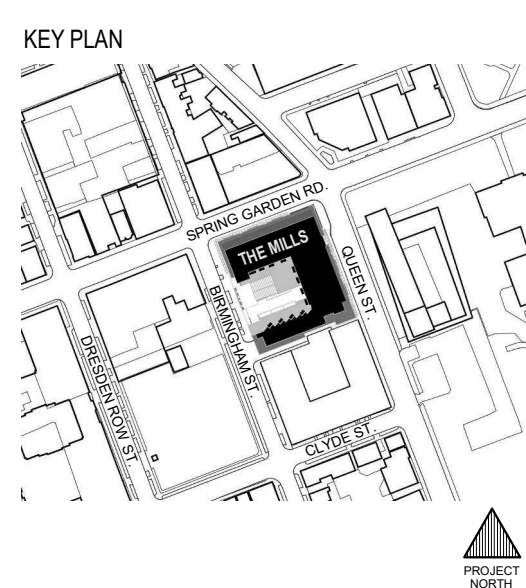 KEY PLAN
SPRING GARDEN RD.
THE MILLS
QUEEN ST.
BIRMINGHAM ST.
DRESDEN ROW ST.
CLYDE ST.
PROJECT
NORTH